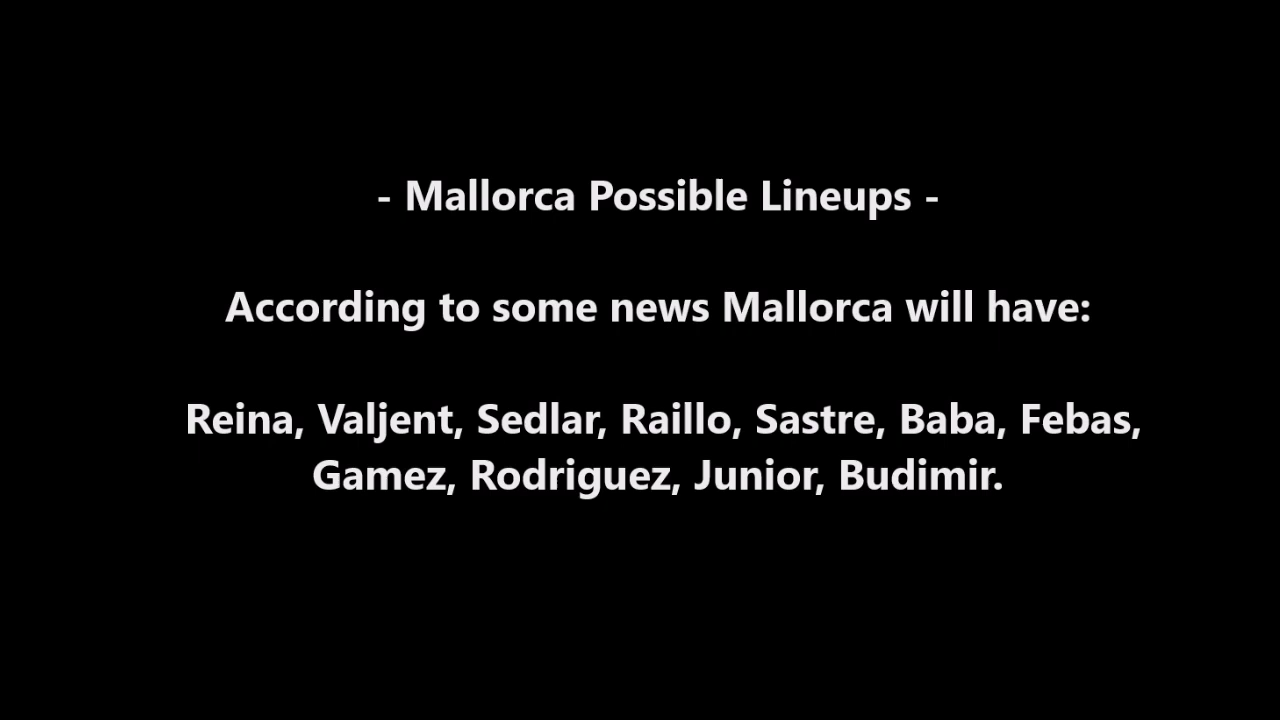 - Mallorca Possible Lineups -
According to some news Mallorca will have:
Reina, Valjent, Sedlar, Raillo, Sastre, Baba, Febas,
Gamez, Rodriguez, Junior, Budimir.